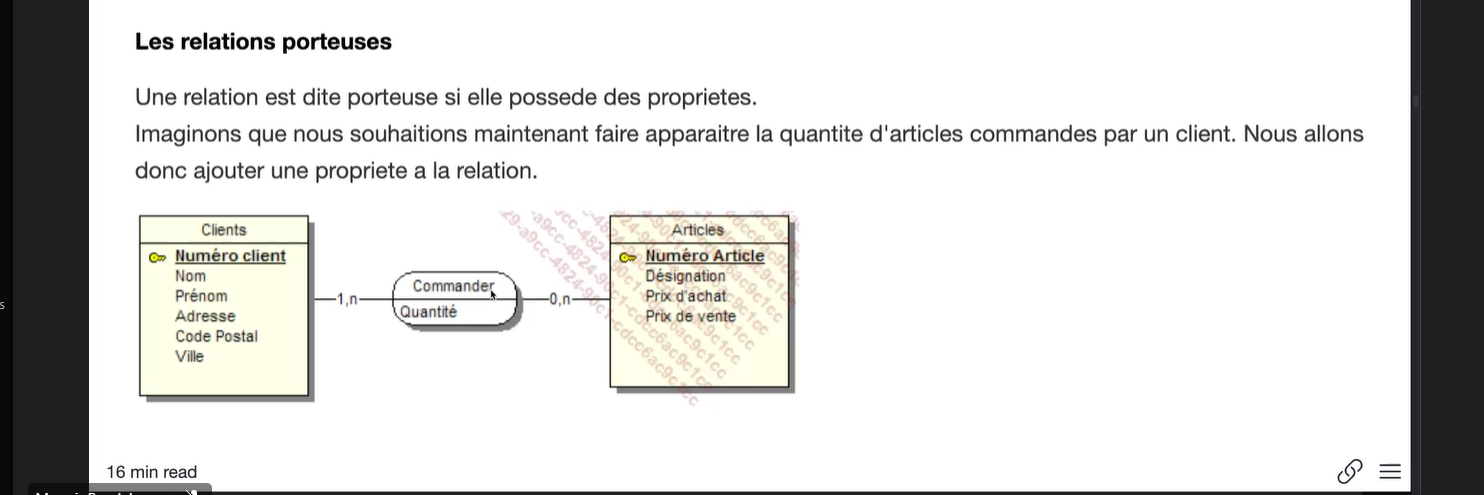 Les relations porteuses
Une relation est dite porteuse si elle possede des proprietes.
Imaginons que nous souhaitions maintenant faire apparaitre la quantite d'articles commandes par un client. Nous allons
donc ajouter une propriete a la relation.
Clients
Numéro client
Nom
Prénom
Adresse
Code Postal
Ville
1,n
Commander
Quantité
0,n
Articles
Numéro Article
Désignation
Prix d'achat
Prix de vente
16 min read